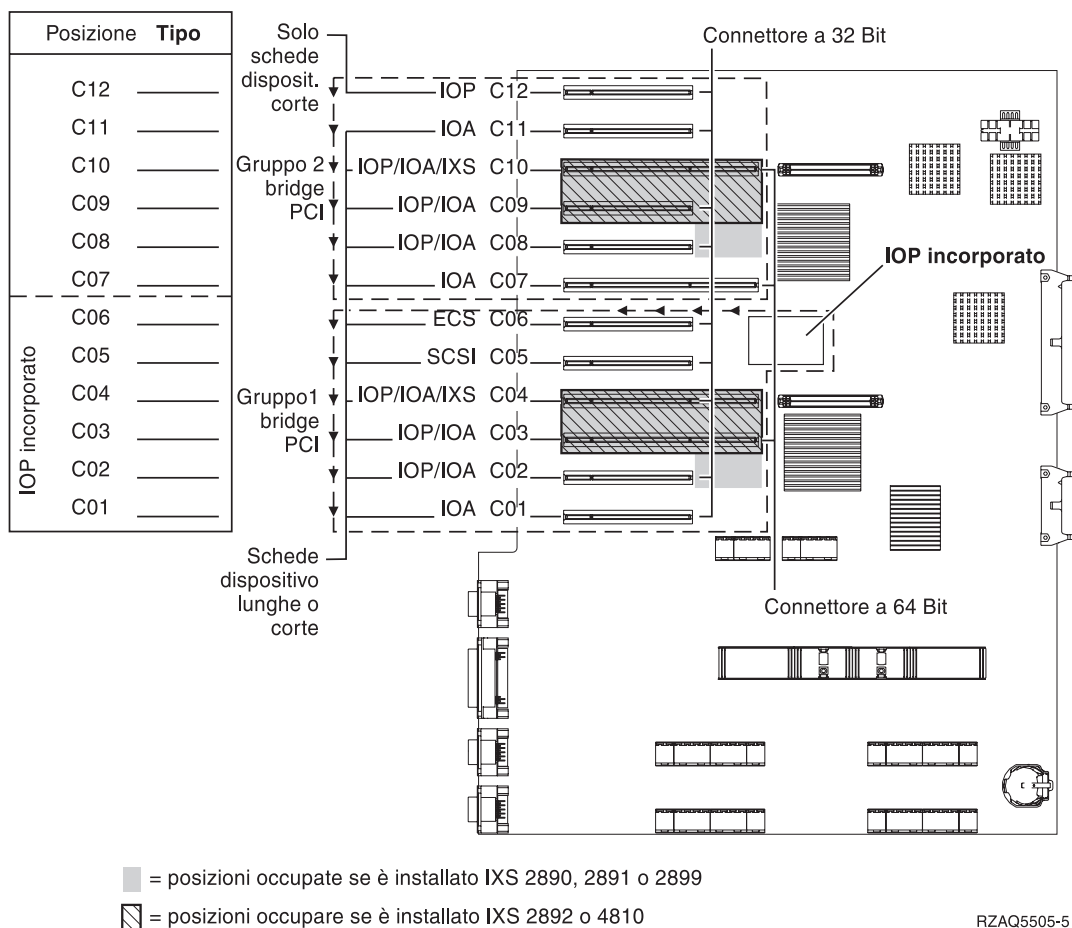 Posizione Tipo
C12
C11
C10
C09
C08
C07
C06
C05
C04
C03
C02
C01
IOP incorporato
Solo
schede
disposit.
corte
Gruppo 2
bridge
PCI
Gruppo1
bridge
PCI
Schede
dispositivo
lunghe o
corte
IOP C12
IOA C11
IOP/IOA/IXS C10
IOP/IOA C09
IOP/IOA C08
IOA C07
ECS C06
SCSI C05
IOP/IOA/IXS C04
IOP/IOA C03
IOP/IOA C02
IOA C01
Connettore a 32 Bit
IOP incorporato
Connettore a 64 Bit
= posizioni occupate se è installato IXS 2890, 2891 o 2899
= posizioni occupare se è installato IXS 2892 o 4810
RZAQ5505-5